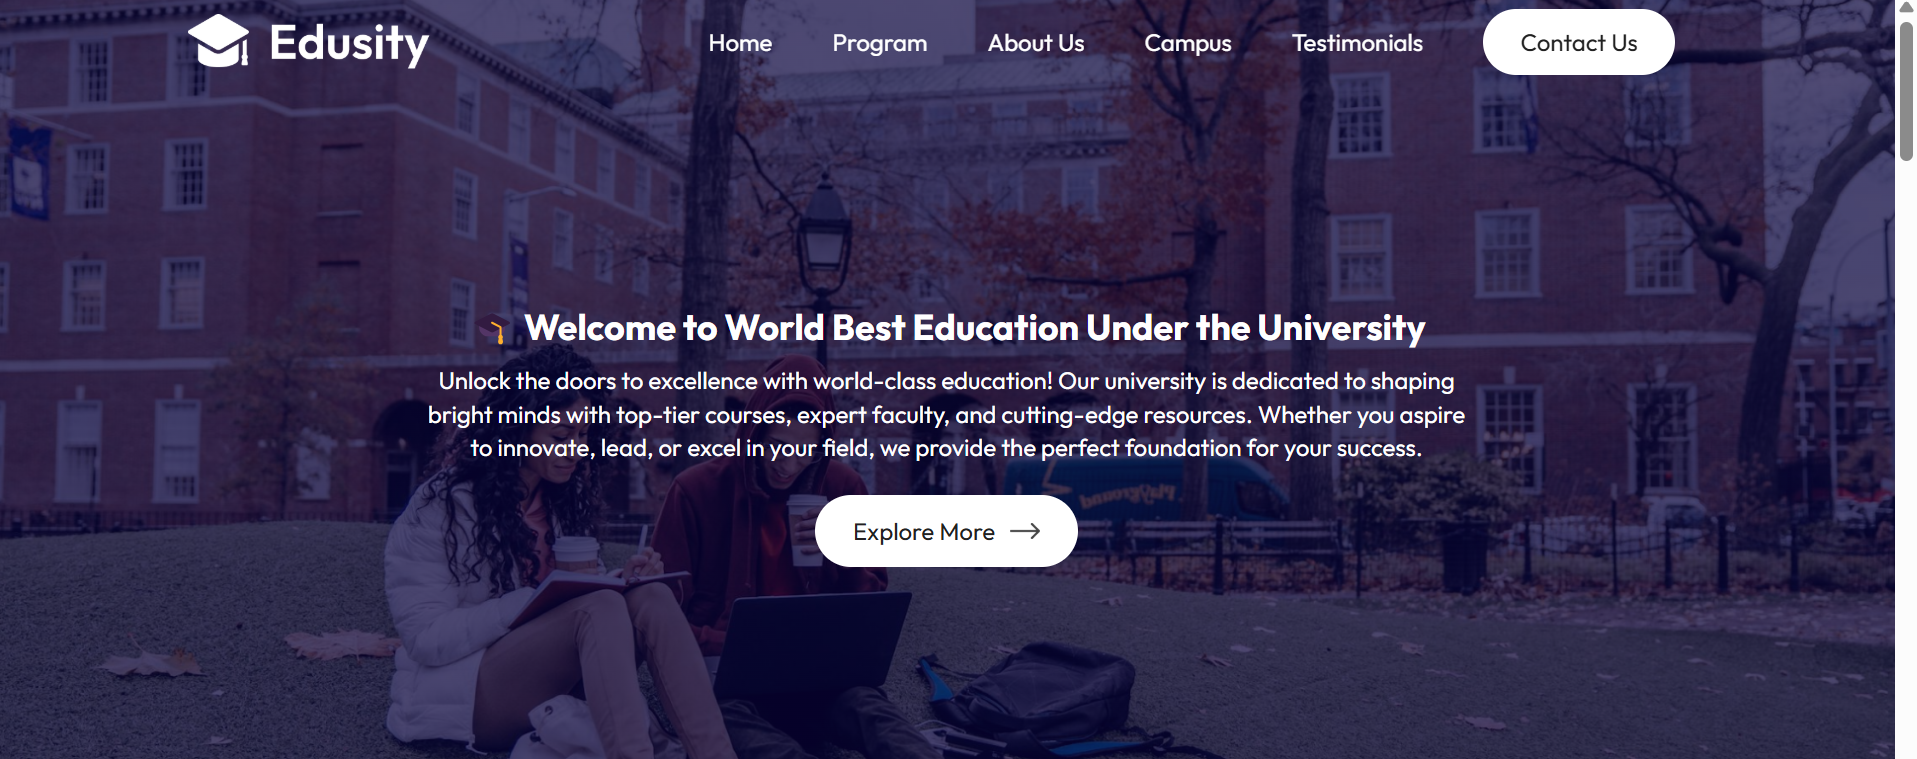 Edusity
Home Program About Us Campus Testimonials Contact Us
🎓 Welcome to World Best Education Under the University
Unlock the doors to excellence with world-class education! Our university is dedicated to shaping
bright minds with top-tier courses, expert faculty, and cutting-edge resources. Whether you aspire
to innovate, lead, or excel in your field, we provide the perfect foundation for your success.
Playground
Explore More